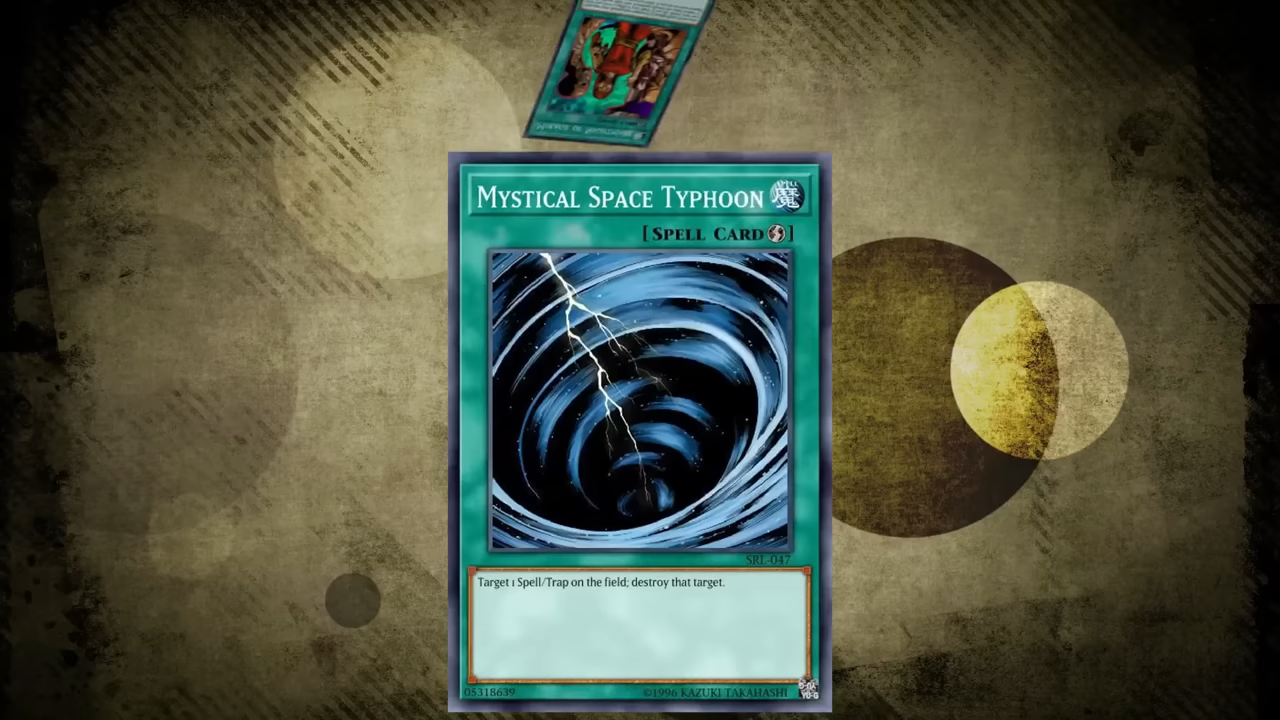 MYSTICAL SPACE TYPHOON 魔
[SPELL CARD]
SRL-047
Target 1 Spell/Trap on the field; destroy that target.
05318639
©1996 KAZUKI TAKAHASHI